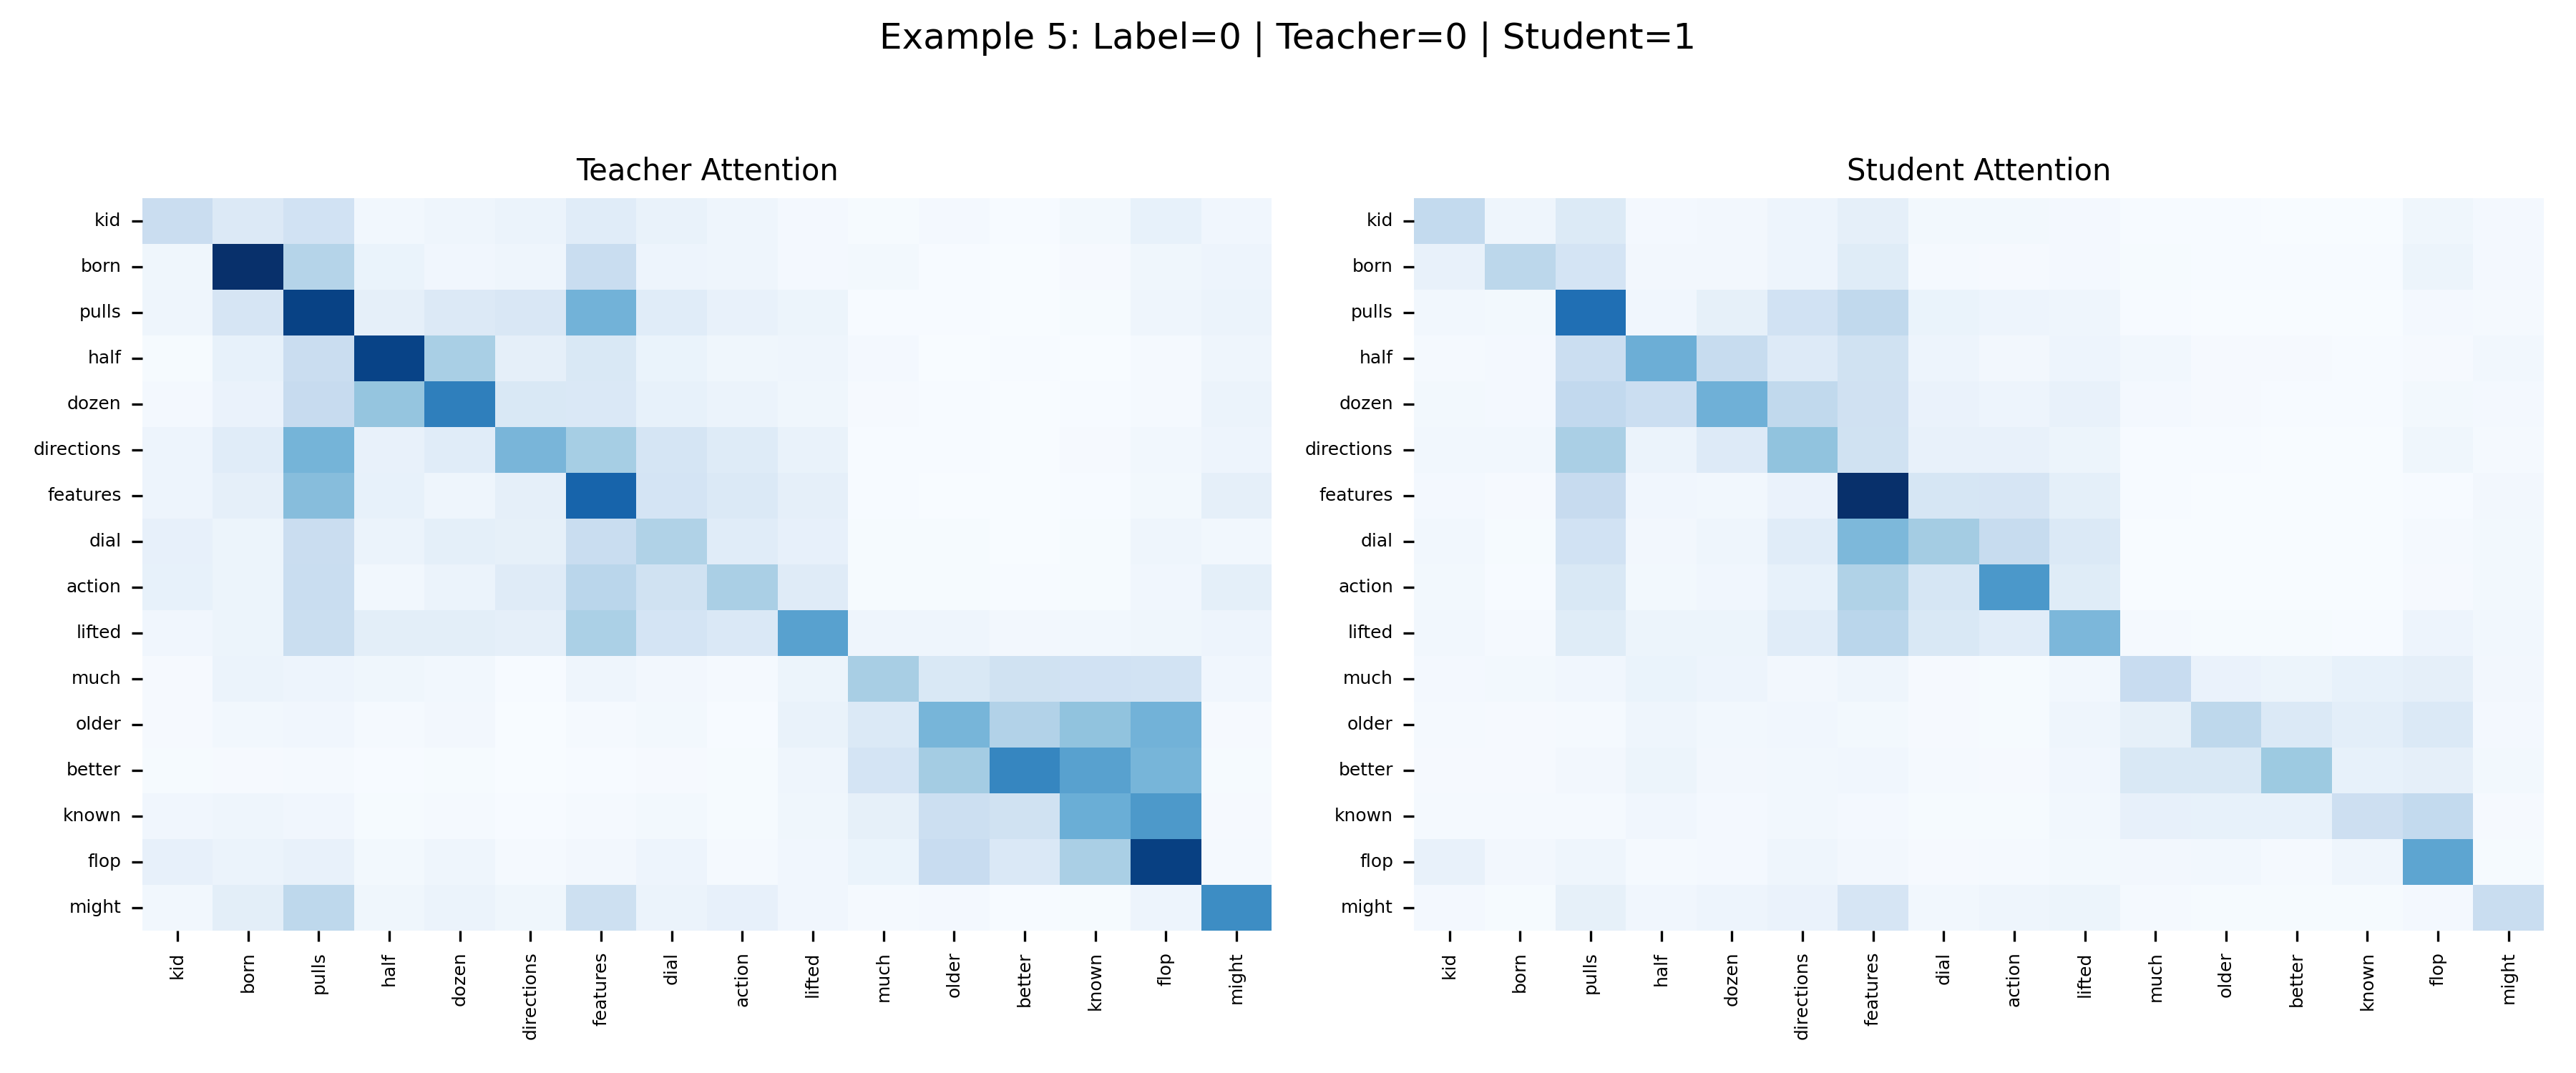 Example 5: Label=0 | Teacher=0 | Student=1
Teacher Attention
kid
born
pulls
half
dozen
directions
features
dial
action
lifted
much
older
better
known
flop
might
kid
born
pulls
half
dozen
directions
features
dial
action
lifted
much
older
better
known
flop
might
Student Attention
kid
born
pulls
half
dozen
directions
features
dial
action
lifted
much
older
better
known
flop
might
kid
born
pulls
half
dozen
directions
features
dial
action
lifted
much
older
better
known
flop
might